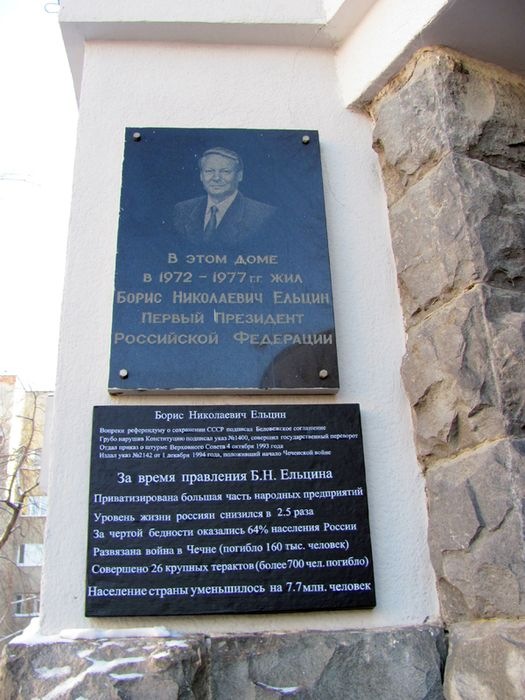 В этом доме
в 1972 - 1977 г.г. жил
Борис Николаевич Ельцин
Первый Президент
Российской Федерации
Борис Николаевич Ельцин
Вопреки референдуму о сохранении СССР подписал Беловежское соглашение
Грубо нарушив Конституцию подписал указ №1400, совершил государственный переворот
Отдал приказ о штурме Верховного Совета 4 октября 1993 года
Издал указ №2142 от 1 декабря 1994 года, положивший начало Чеченской войне
За время правления Б.Н. Ельцина
Приватизирована большая часть народных предприятий
Уровень жизни россиян снизился в 2.5 раза
За чертой бедности оказались 64% населения России
Развязана война в Чечне (погибло 160 тыс. человек)
Совершено 26 крупных терактов (более 700 чел. погибло)
Население страны уменьшилось на 7.7 млн. человек